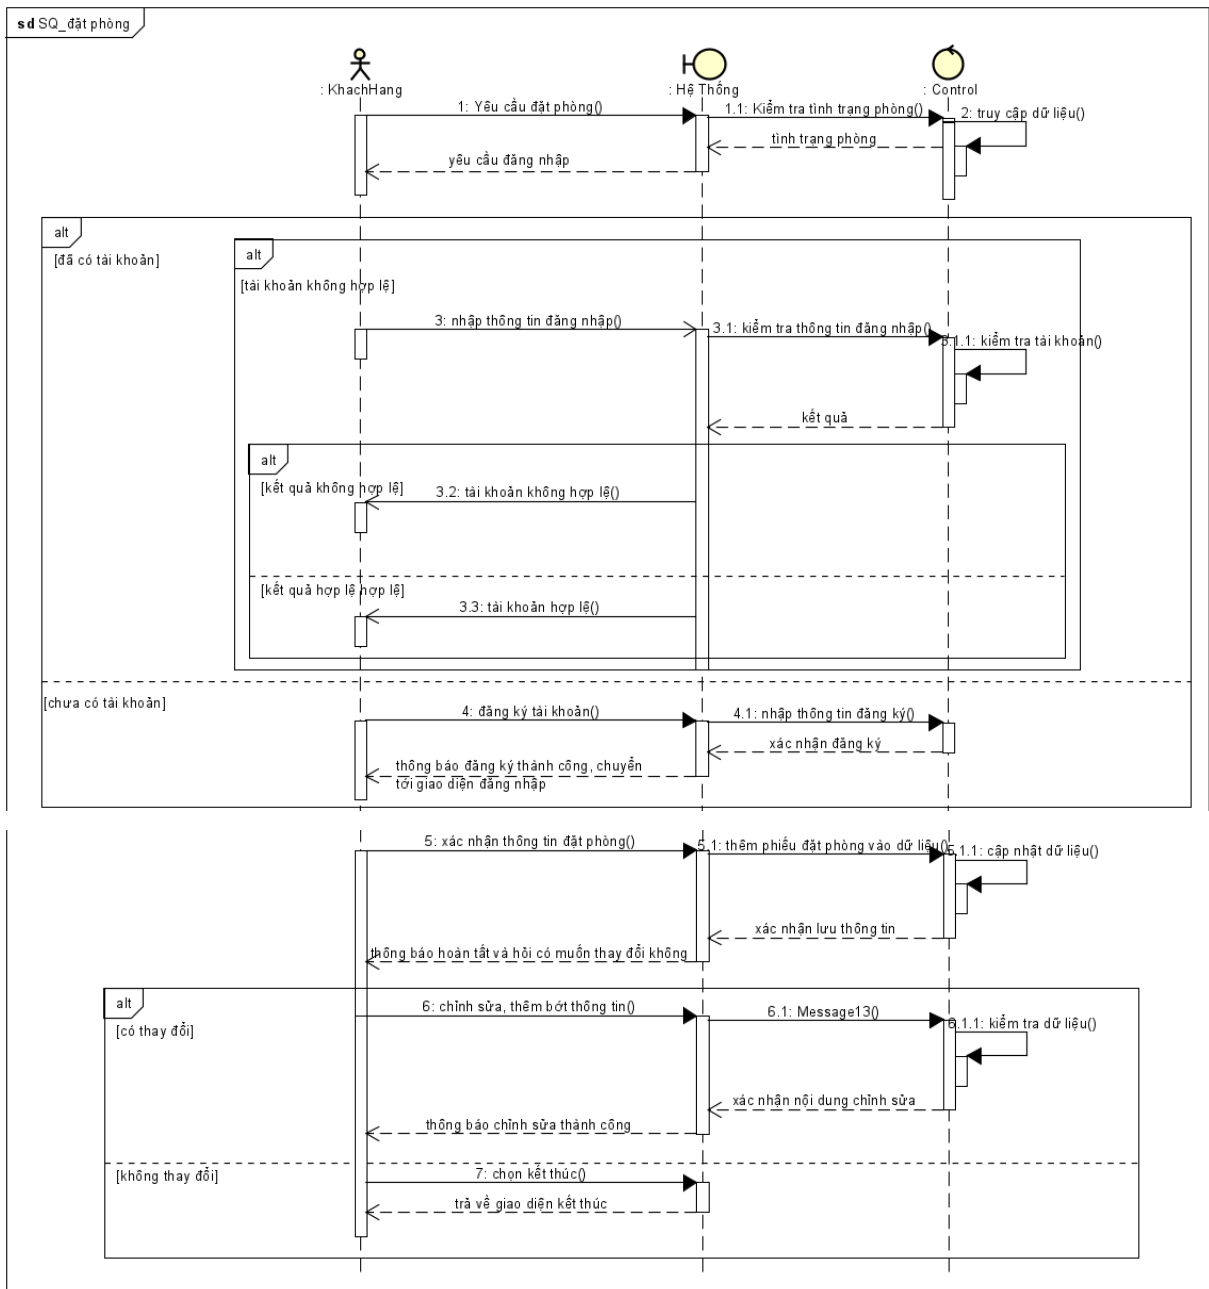 sd SQ_đặt phòng
: KhachHang
: Hệ Thống
: Control
1: Yêu cầu đặt phòng()
1.1: Kiểm tra tình trạng phòng()
2: truy cập dữ liệu()
tình trạng phòng
yêu cầu đăng nhập
alt
[đã có tài khoản]
alt
[tài khoản không hợp lệ]
3: nhập thông tin đăng nhập()
3.1: kiểm tra thông tin đăng nhập()
3.1.1: kiểm tra tài khoản()
kết quả
alt
[kết quả không hợp lệ]
3.2: tài khoản không hợp lệ()
[kết quả hợp lệ hợp lệ]
3.3: tài khoản hợp lệ()
[chưa có tài khoản]
4: đăng ký tài khoản()
4.1: nhập thông tin đăng ký()
xác nhận đăng ký
thông báo đăng ký thành công, chuyển
tới giao diện đăng nhập
5: xác nhận thông tin đặt phòng()
5.1: thêm phiếu đặt phòng vào dữ liệu()
5.1.1: cập nhật dữ liệu()
xác nhận lưu thông tin
thông báo hoàn tất và hỏi có muốn thay đổi không
alt
[có thay đổi]
6: chỉnh sửa, thêm bớt thông tin()
6.1: Message13()
6.1.1: kiểm tra dữ liệu()
xác nhận nội dung chỉnh sửa
thông báo chỉnh sửa thành công
[không thay đổi]
7: chọn kết thúc()
trả về giao diện kết thúc